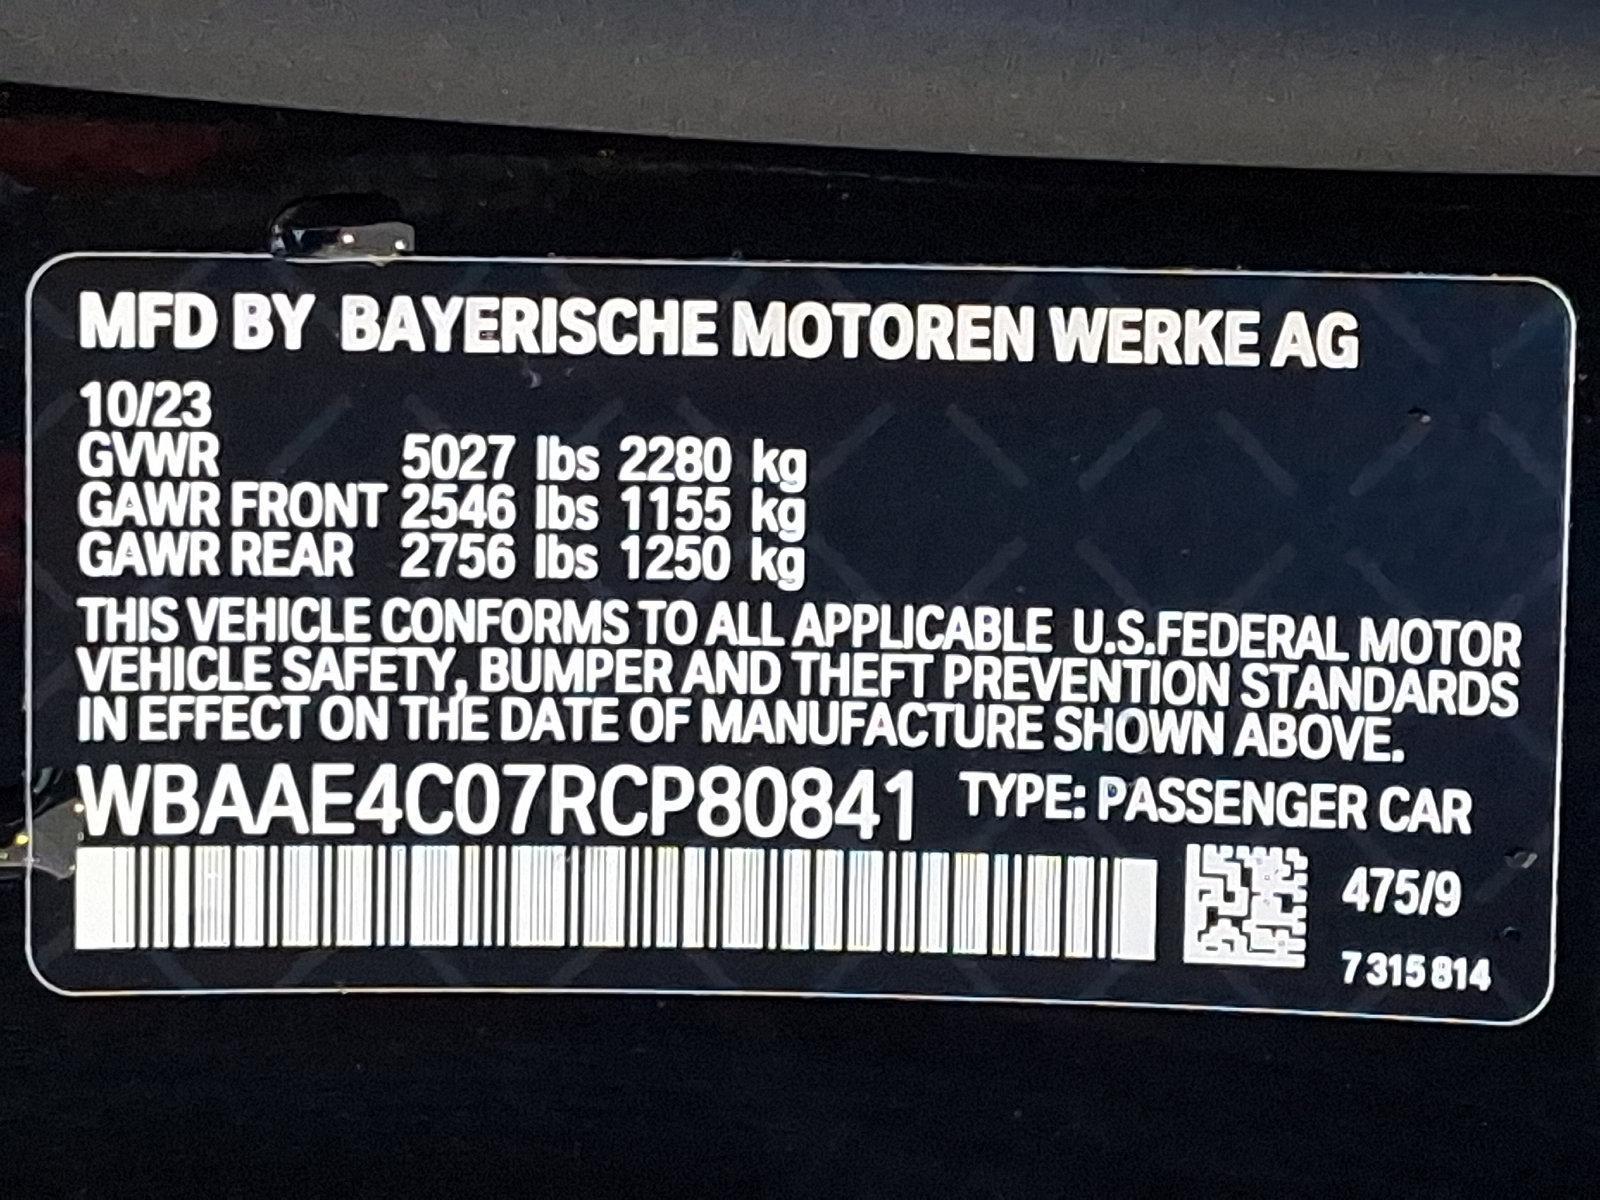 MFD BY BAYERISCHE MOTOREN WERKE AG
10/23
GVWR 5027 lbs 2280 kg
GAWR FRONT 2546 lbs 1155 kg
GAWR REAR 2756 lbs 1250 kg
THIS VEHICLE CONFORMS TO ALL APPLICABLE U.S.FEDERAL MOTOR
VEHICLE SAFETY, BUMPER AND THEFT PREVENTION STANDARDS
IN EFFECT ON THE DATE OF MANUFACTURE SHOWN ABOVE.
WBAAE4C07RCP80841 TYPE: PASSENGER CAR
475/9
7 315 814